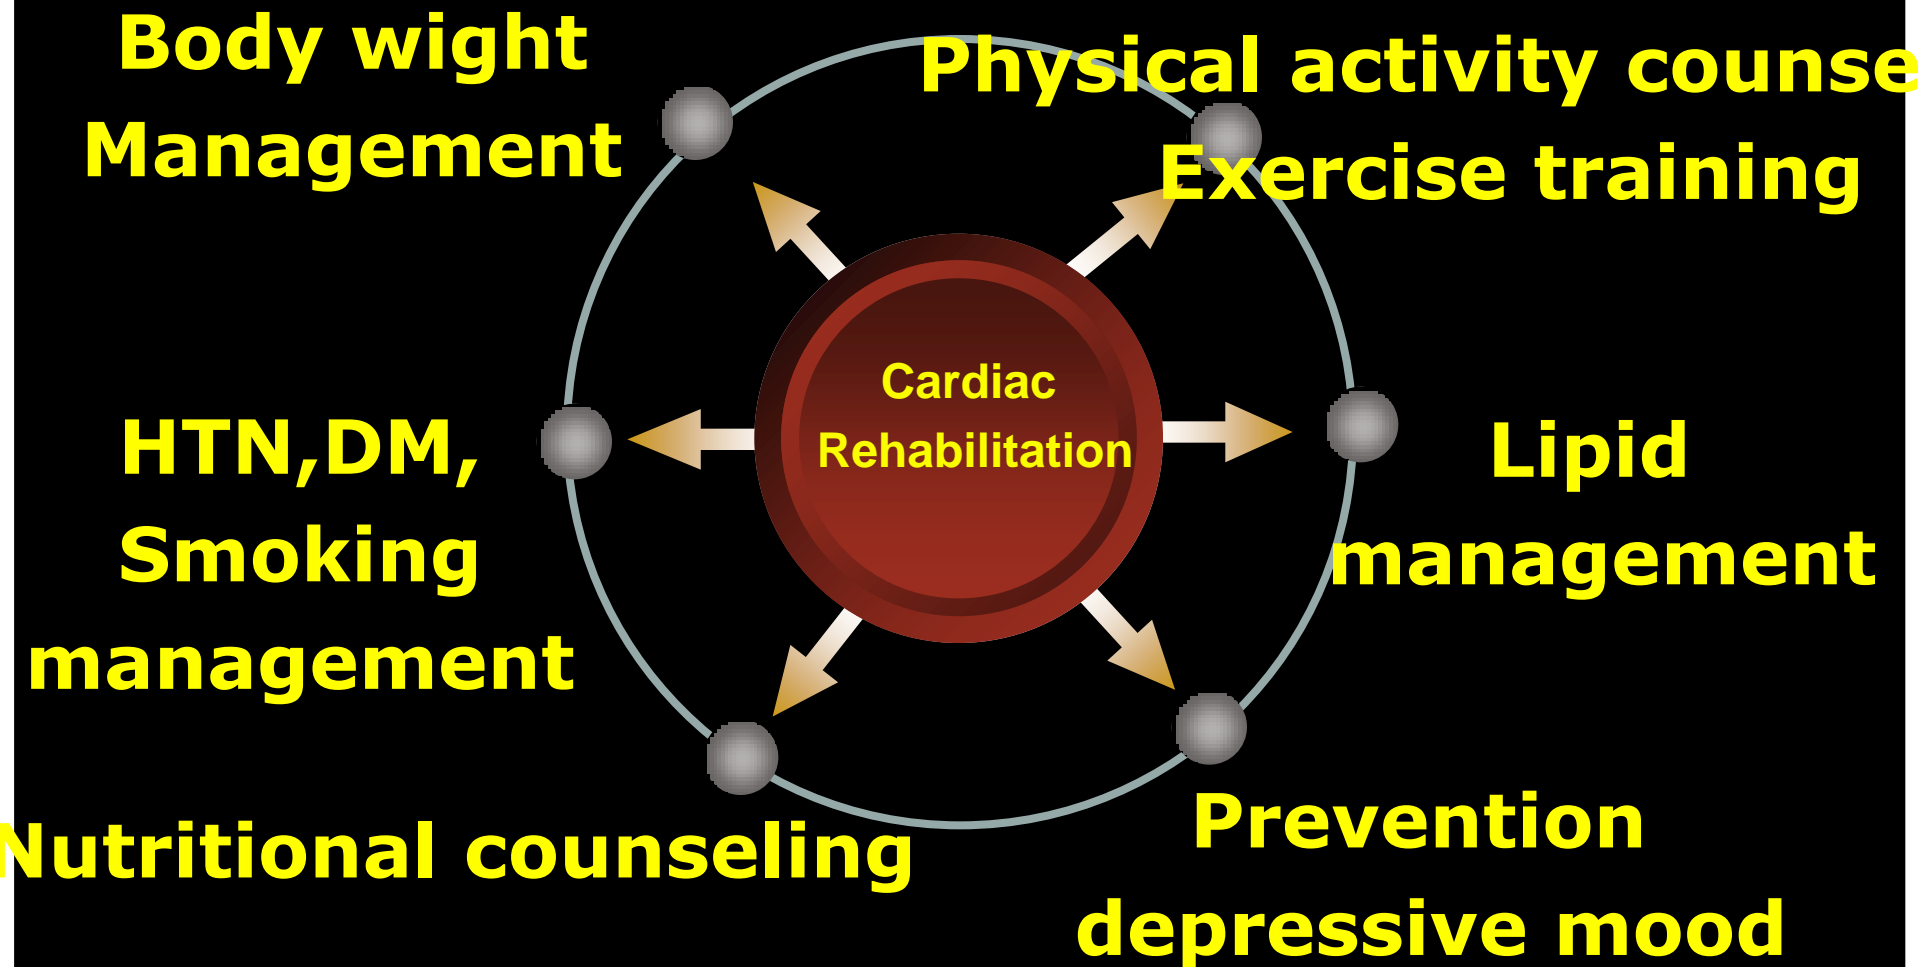 Body wight
Management
Physical activity counse
Exercise training
Cardiac
Rehabilitation
HTN,DM,
Smoking
management
Lipid
management
Nutritional counseling
Prevention
depressive mood